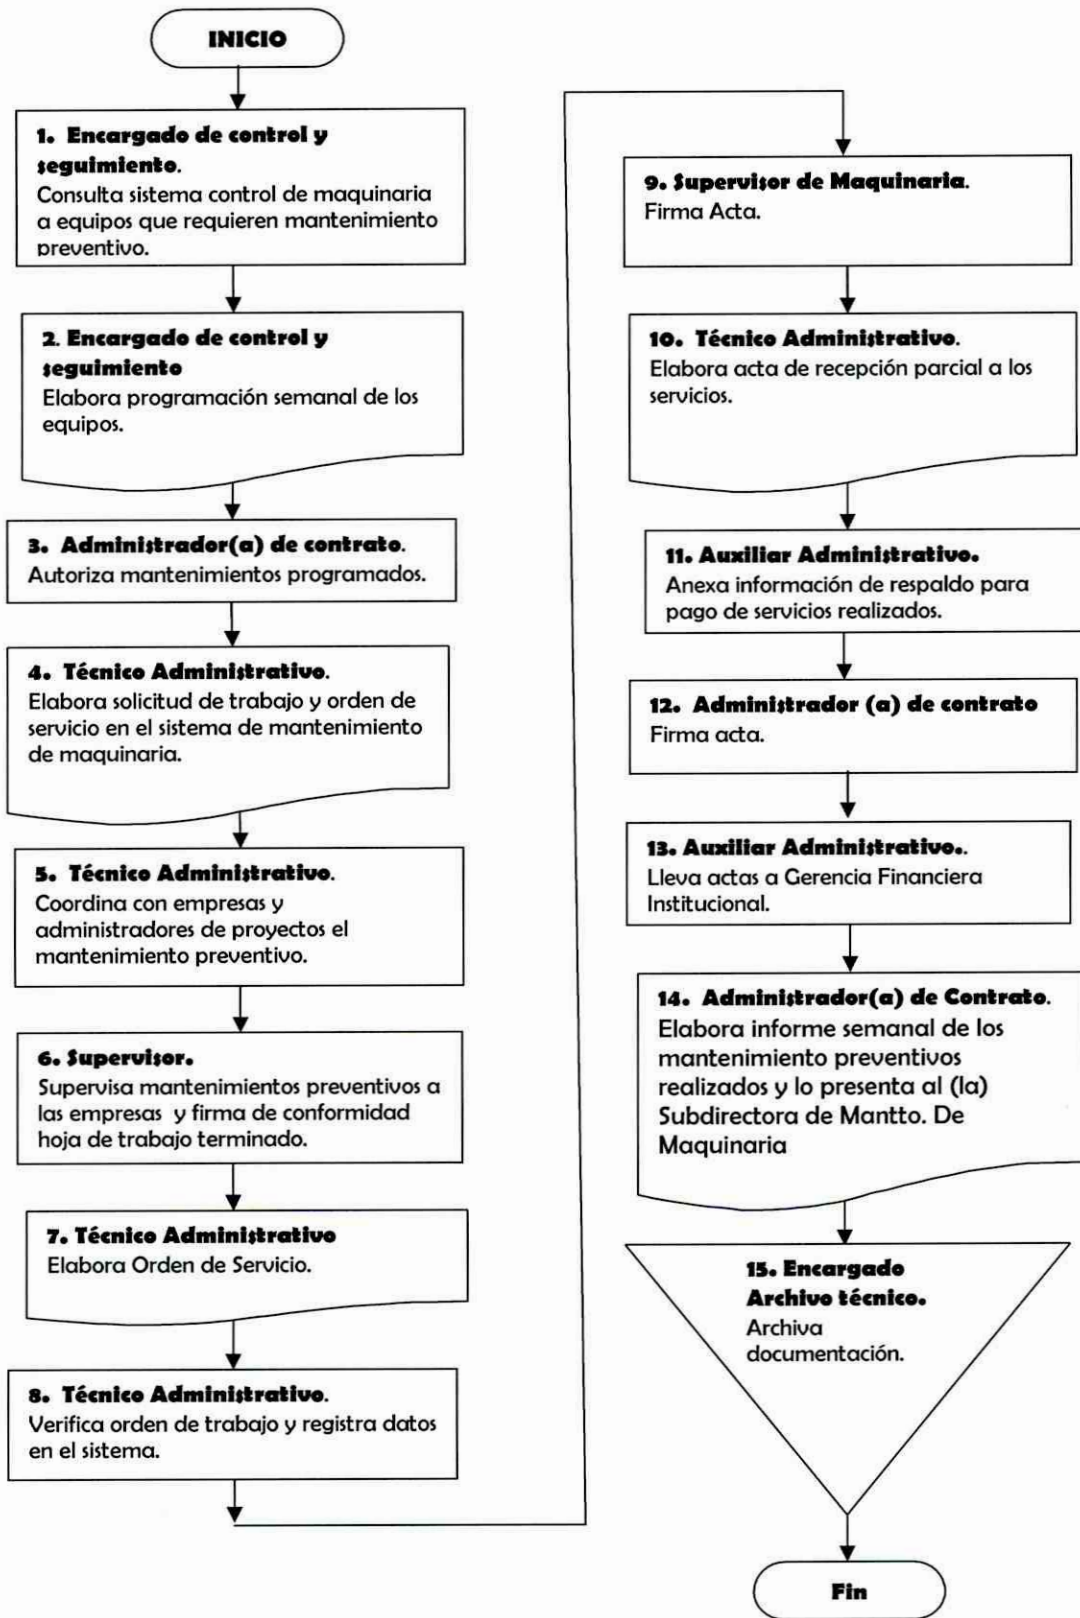 INICIO
1. Encargado de control y
seguimiento.
Consulta sistema control de maquinaria
a equipos que requieren mantenimiento
preventivo.
2. Encargado de control y
seguimiento
Elabora programación semanal de los
equipos.
3. Administrador(a) de contrato.
Autoriza mantenimientos programados.
4. Técnico Administrativo.
Elabora solicitud de trabajo y orden de
servicio en el sistema de mantenimiento
de maquinaria.
5. Técnico Administrativo.
Coordina con empresas y
administradores de proyectos el
mantenimiento preventivo.
6. Supervisor.
Supervisa mantenimientos preventivos a
las empresas y firma de conformidad
hoja de trabajo terminado.
7. Técnico Administrativo
Elabora Orden de Servicio.
8. Técnico Administrativo.
Verifica orden de trabajo y registra datos
en el sistema.
9. Supervisor de Maquinaria.
Firma Acta.
10. Técnico Administrativo.
Elabora acta de recepción parcial a los
servicios.
11. Auxiliar Administrativo.
Anexa información de respaldo para
pago de servicios realizados.
12. Administrador (a) de contrato
Firma acta.
13. Auxiliar Administrativo..
Lleva actas a Gerencia Financiera
Institucional.
14. Administrador(a) de Contrato.
Elabora informe semanal de los
mantenimiento preventivos
realizados y lo presenta al (la)
Subdirectora de Mantto. De
Maquinaria
15. Encargado
Archivo técnico.
Archiva
documentación.
Fin